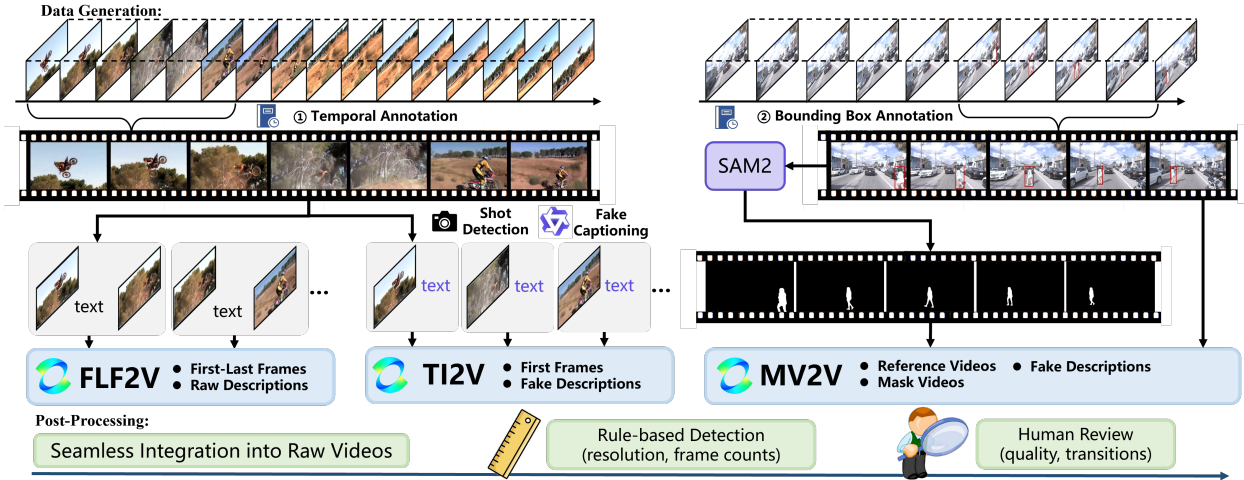 Data Generation:
① Temporal Annotation
② Bounding Box Annotation
SAM2
Shot
Detection
Fake
Captioning
text
text
text
text
text
...
...
FLF2V
● First-Last Frames
● Raw Descriptions
TI2V
● First Frames
● Fake Descriptions
MV2V
● Reference Videos
● Mask Videos
● Fake Descriptions
Post-Processing:
Seamless Integration into Raw Videos
Rule-based Detection
(resolution, frame counts)
Human Review
(quality, transitions)